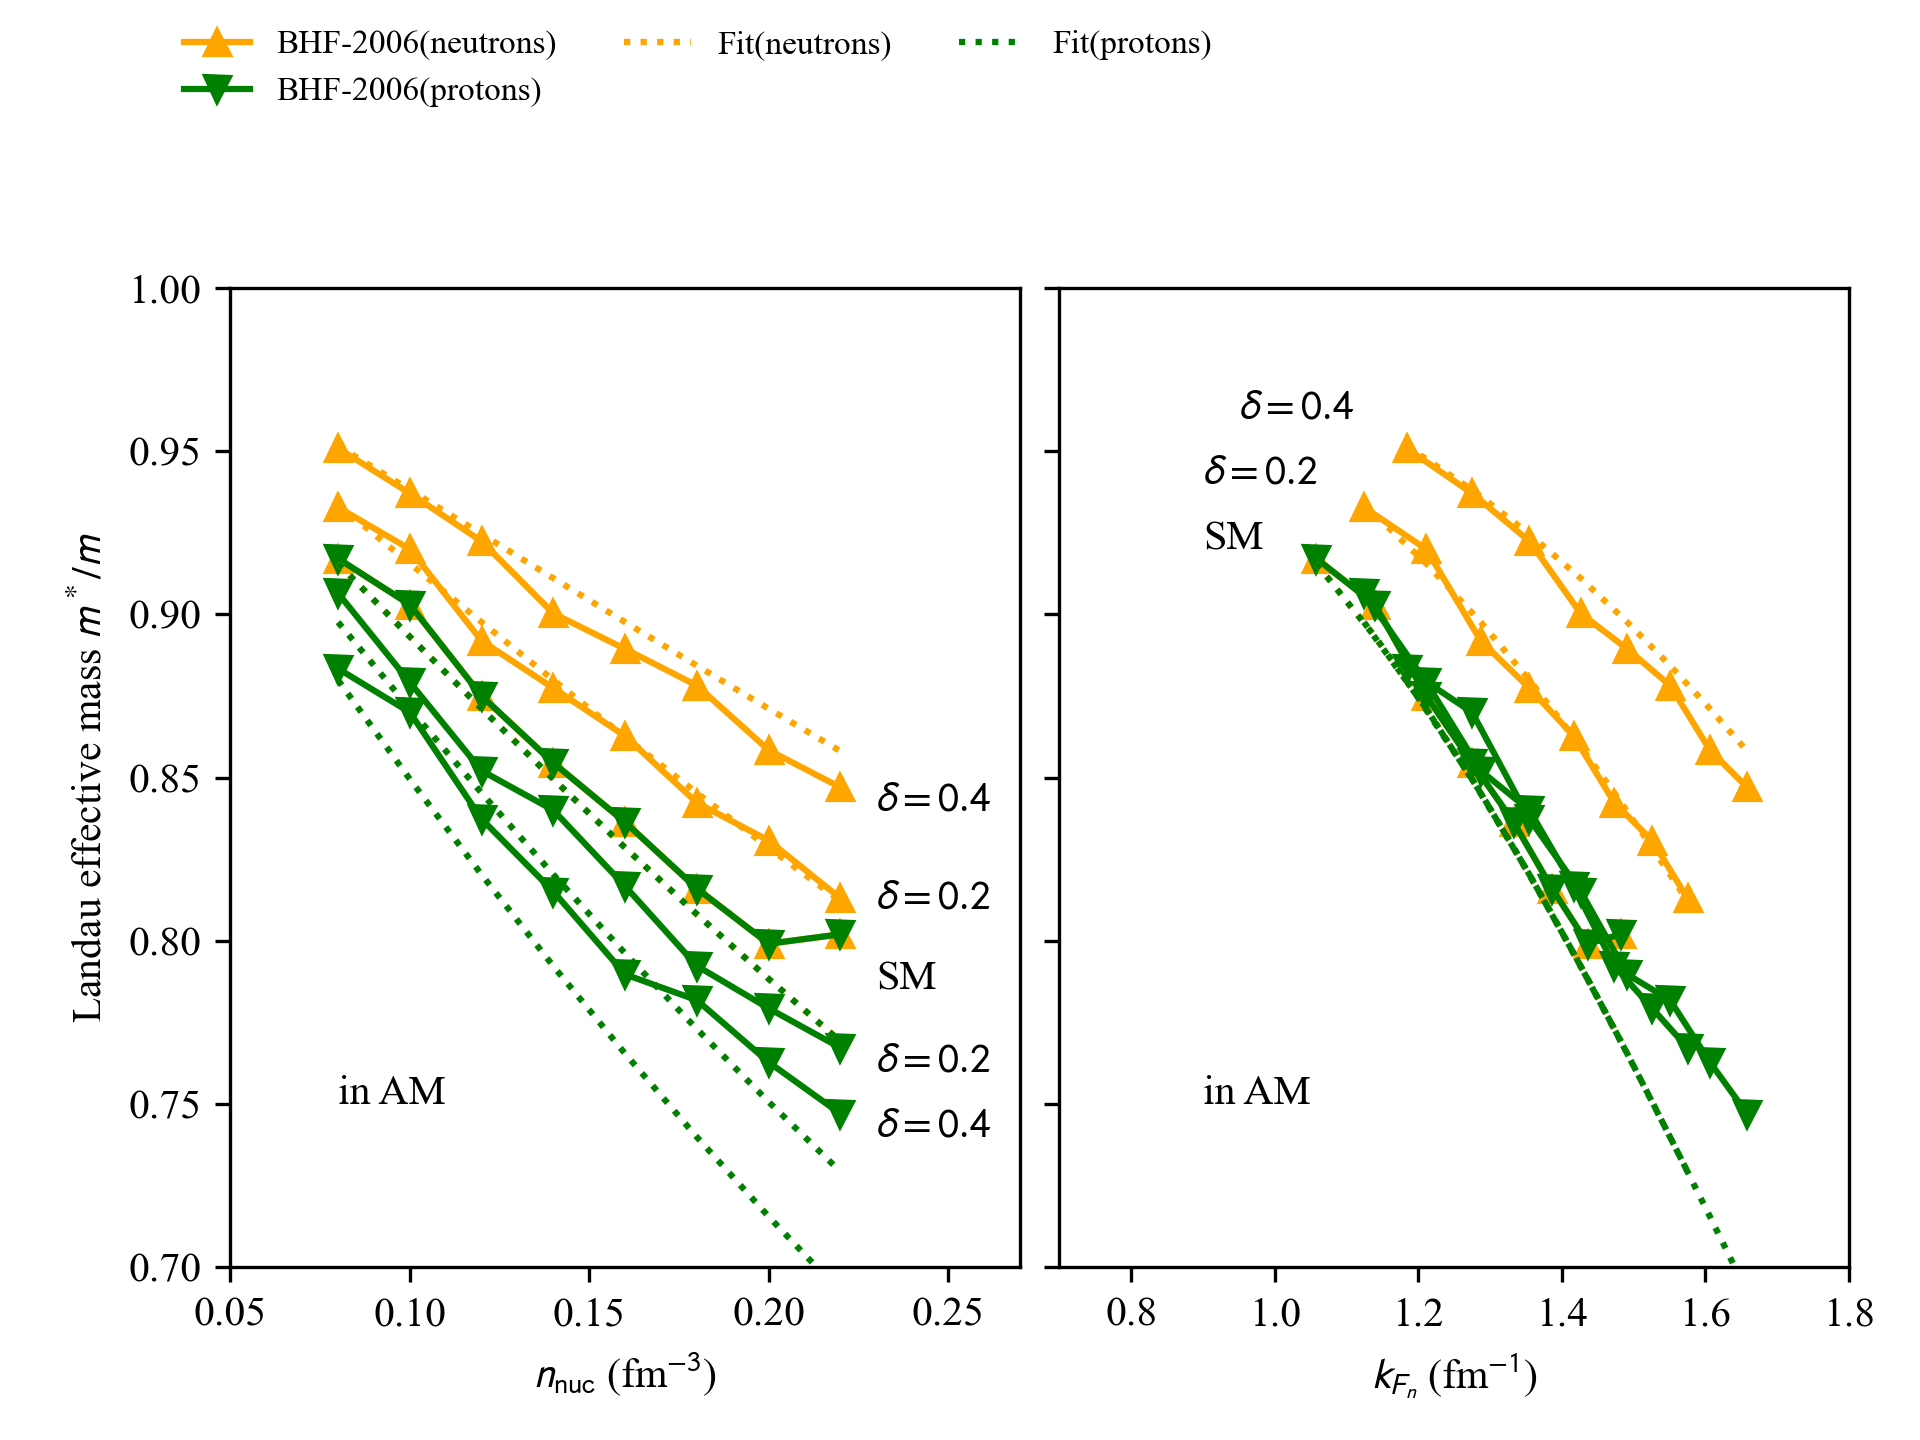 BHF-2006(neutrons) Fit(neutrons) Fit(protons)
BHF-2006(protons)
Landau effective mass m*/m
1.00
0.95
0.90
0.85
0.80
0.75
0.70
δ=0.4
δ=0.2
SM
δ=0.2
δ=0.4
in AM
0.05 0.10 0.15 0.20 0.25
n_nuc (fm⁻³)
δ=0.4
δ=0.2
SM
in AM
0.8 1.0 1.2 1.4 1.6 1.8
k_{F_n} (fm⁻¹)